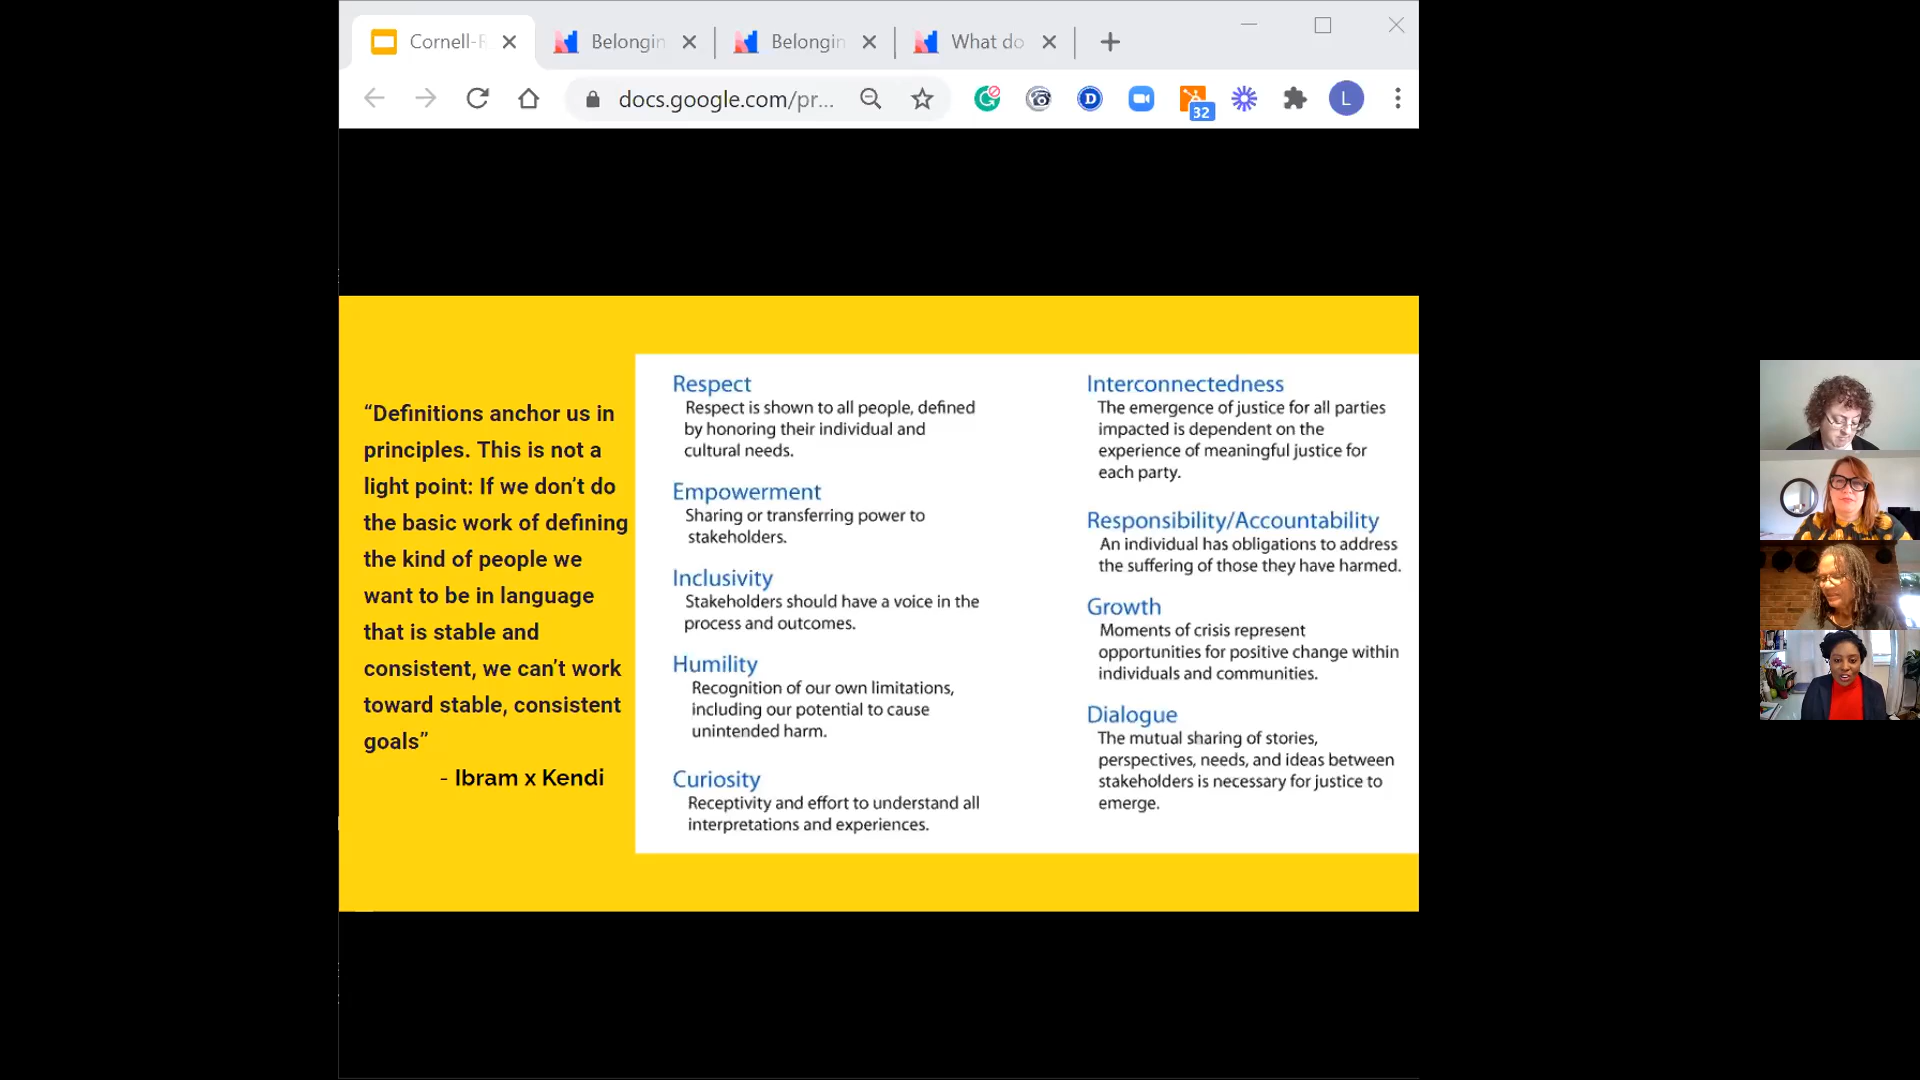 Cornell-R
Belongin
Belongin
What do
docs.google.com/pr...
D
32
L
“Definitions anchor us in
principles. This is not a
light point: If we don’t do
the basic work of defining
the kind of people we
want to be in language
that is stable and
consistent, we can’t work
toward stable, consistent
goals”
- Ibram x Kendi
Respect
Respect is shown to all people, defined
by honoring their individual and
cultural needs.
Empowerment
Sharing or transferring power to
stakeholders.
Inclusivity
Stakeholders should have a voice in the
process and outcomes.
Humility
Recognition of our own limitations,
including our potential to cause
unintended harm.
Curiosity
Receptivity and effort to understand all
interpretations and experiences.
Interconnectedness
The emergence of justice for all parties
impacted is dependent on the
experience of meaningful justice for
each party.
Responsibility/Accountability
An individual has obligations to address
the suffering of those they have harmed.
Growth
Moments of crisis represent
opportunities for positive change within
individuals and communities.
Dialogue
The mutual sharing of stories,
perspectives, needs, and ideas between
stakeholders is necessary for justice to
emerge.